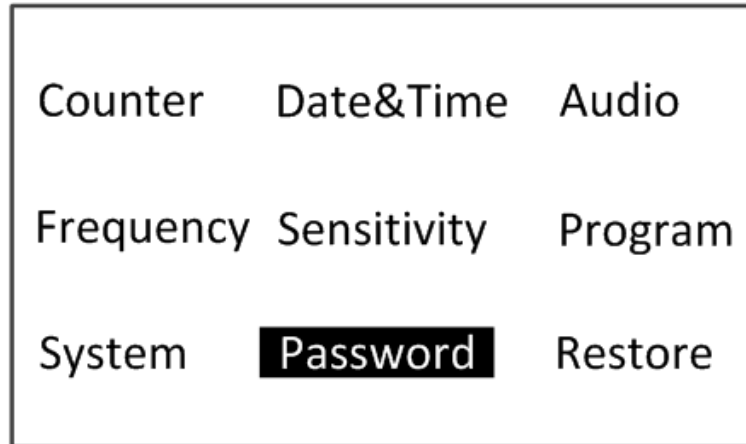 Counter Date&Time Audio
Frequency Sensitivity Program
System Password Restore